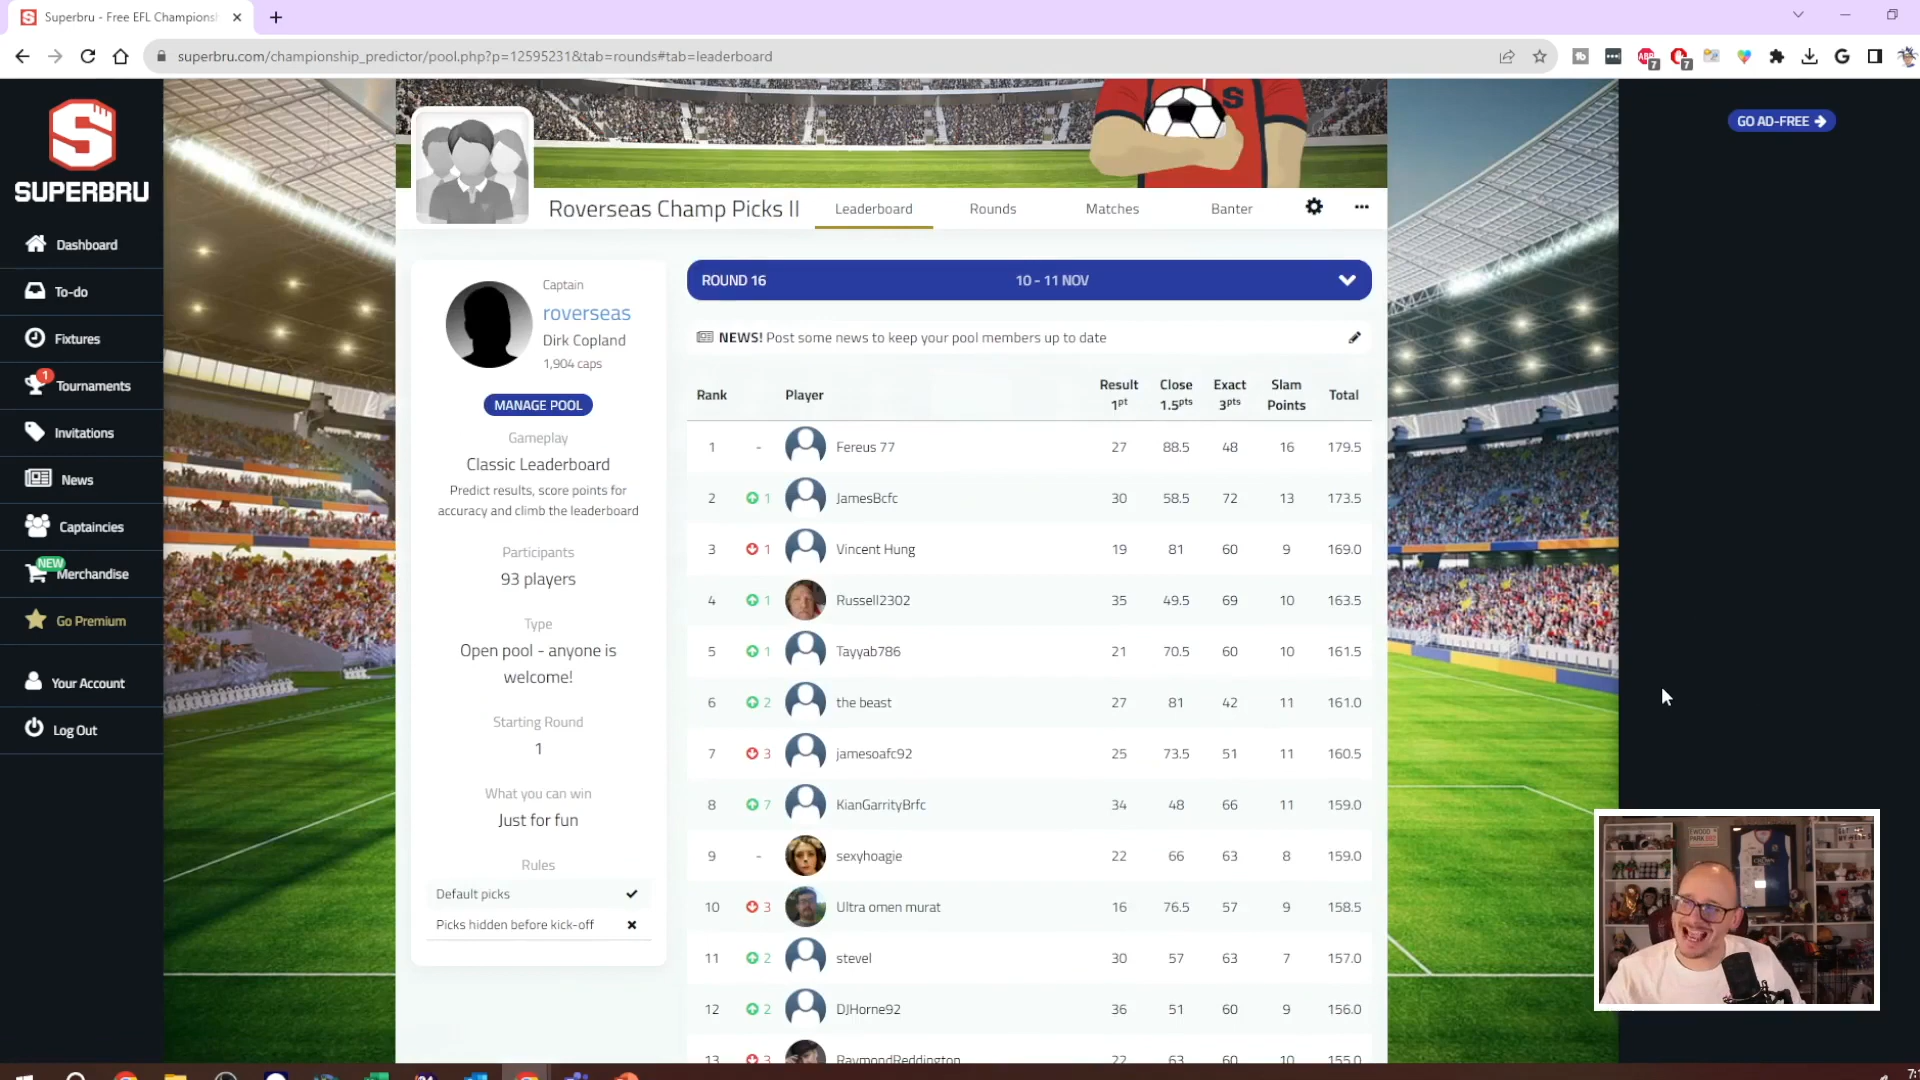 Superbru - Free EFL Champions
superbru.com/championship_predictor/pool.php?p=12595231&tab=rounds#tab=leaderboard
7
7
SUPERBRU
Dashboard
To-do
Fixtures
1
Tournaments
Invitations
News
Captaincies
NEW
Merchandise
Go Premium
Your Account
Log Out
GO AD-FREE
S
Roverseas Champ Picks II
Leaderboard
Rounds
Matches
Banter
Captain
roverseas
Dirk Copland
1,904 caps
MANAGE POOL
Gameplay
Classic Leaderboard
Predict results, score points for
accuracy and climb the leaderboard
Participants
93 players
Type
Open pool - anyone is
welcome!
Starting Round
1
What you can win
Just for fun
Rules
Default picks
Picks hidden before kick-off
ROUND 16 10 - 11 NOV
NEWS! Post some news to keep your pool members up to date
Rank Player Result 1pt Close 1.5pts Exact 3pts Slam Points Total
1 - Fereus 77 27 88.5 48 16 179.5
2 1 JamesBcfc 30 58.5 72 13 173.5
3 1 Vincent Hung 19 81 60 9 169.0
4 1 Russell2302 35 49.5 69 10 163.5
5 1 Tayyab786 21 70.5 60 10 161.5
6 2 the beast 27 81 42 11 161.0
7 3 jamesoafc92 25 73.5 51 11 160.5
8 7 KianGarrityBrfc 34 48 66 11 159.0
9 - sexyhoagie 22 66 63 8 159.0
10 3 Ultra omen murat 16 76.5 57 9 158.5
11 2 stevel 30 57 63 7 157.0
12 2 DJHorne92 36 51 60 9 156.0
13 3 RaymondReddington 22 63 60 10 155.0